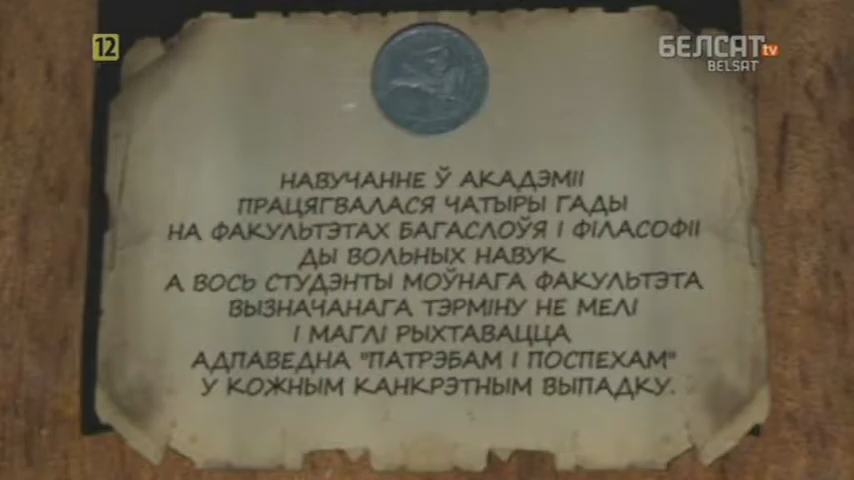 12
БЕЛСАТ tv
BELSAT
НАВУЧАННЕ Ў АКАДЭМІІ
ПРАЦЯГВАЛАСЯ ЧАТЫРЫ ГАДЫ
НА ФАКУЛЬТЭТАХ БАГАСЛОЎЯ І ФІЛАСОФІІ
ДЫ ВОЛЬНЫХ НАВУК.
А ВОСЬ СТУДЭНТЫ МОЎНАГА ФАКУЛЬТЭТА
ВЫЗНАЧАНАГА ТЭРМІНУ НЕ МЕЛІ
І МАГЛІ РЫХТАВАЦЦА
АДПАВЕДНА "ПАТРЭБАМ І ПОСПЕХАМ"
У КОЖНЫМ КАНКРЭТНЫМ ВЫПАДКУ.